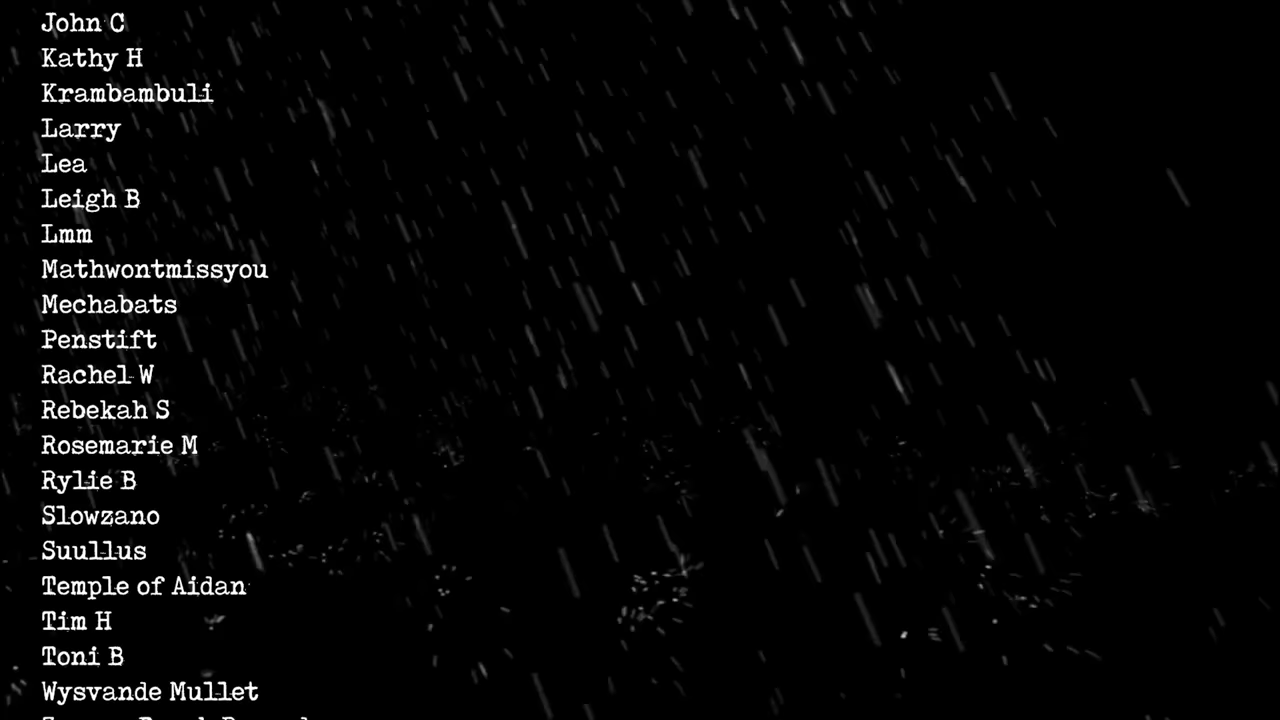 John C
Kathy H
Krambambuli
Larry
Lea
Leigh B
Lmm
Mathwontmissyou
Mechabats
Penstift
Rachel W
Rebekah S
Rosemarie M
Rylie B
Slowzano
Suullus
Temple of Aidan
Tim H
Toni B
Wysvande Mullet